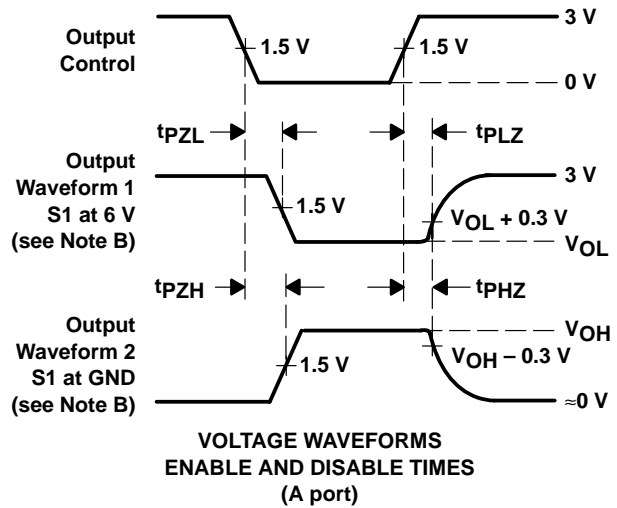 Output
Control
1.5 V
1.5 V
3 V
0 V
tPZL
tPLZ
Output
Waveform 1
S1 at 6 V
(see Note B)
1.5 V
3 V
VOL + 0.3 V
VOL
tPZH
tPHZ
Output
Waveform 2
S1 at GND
(see Note B)
1.5 V
VOH
VOH – 0.3 V
≈0 V
VOLTAGE WAVEFORMS
ENABLE AND DISABLE TIMES
(A port)